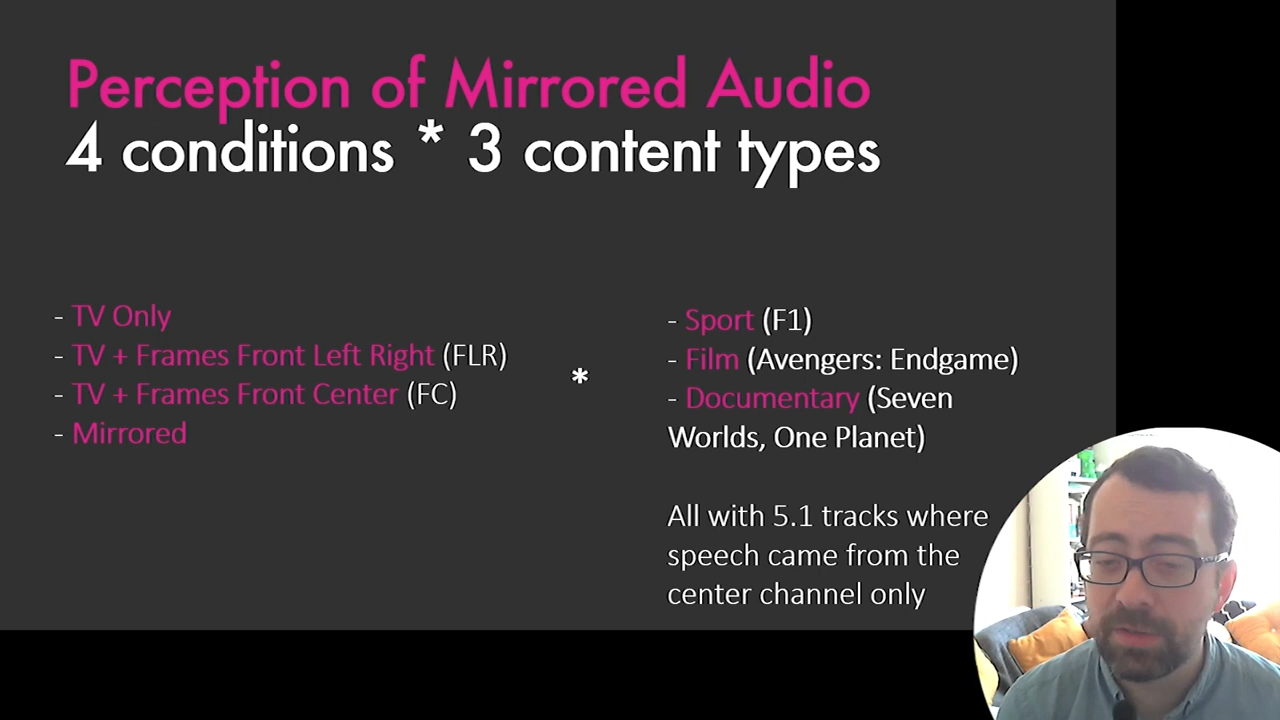 Perception of Mirrored Audio
4 conditions * 3 content types
- TV Only
- TV + Frames Front Left Right (FLR)
- TV + Frames Front Center (FC)
- Mirrored
*
- Sport (F1)
- Film (Avengers: Endgame)
- Documentary (Seven
Worlds, One Planet)
All with 5.1 tracks where
speech came from the
center channel only